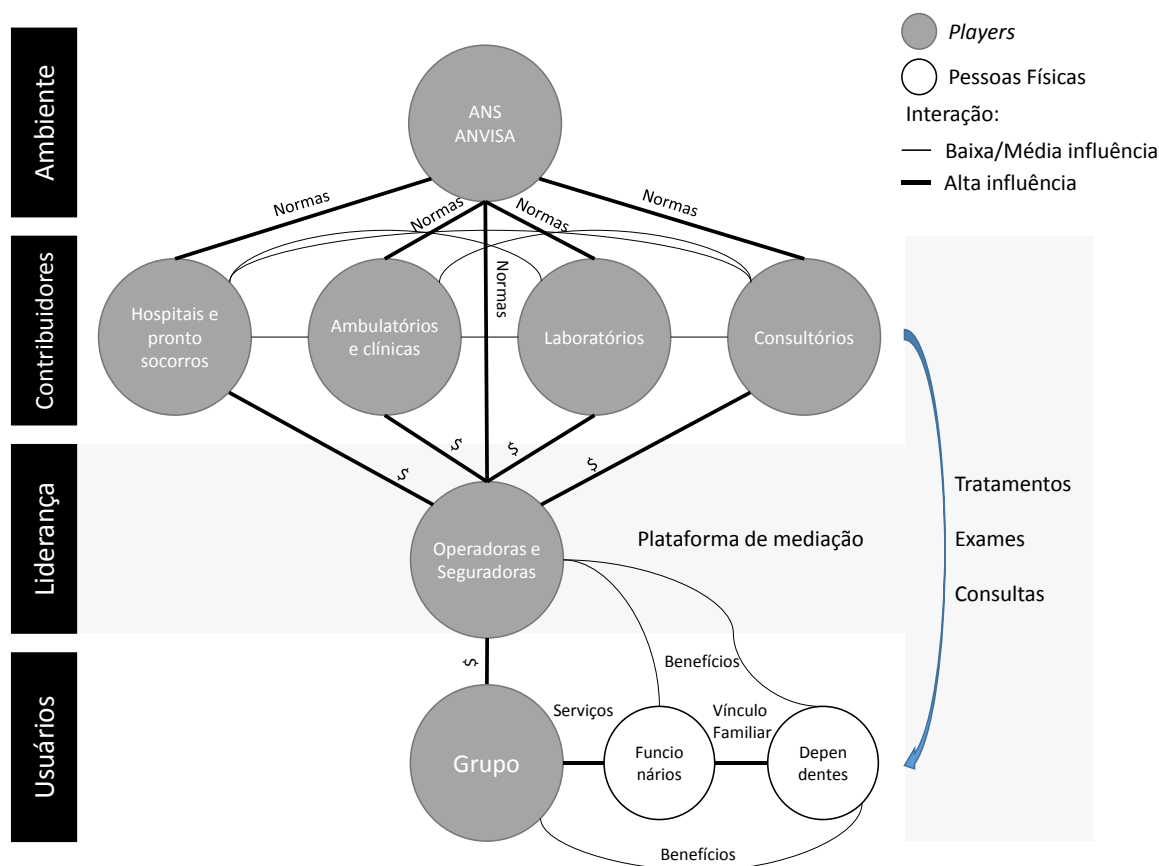 Players
Pessoas Físicas
Interação:
Baixa/Média influência
Alta influência
Ambiente
ANS
ANVISA
Normas
Normas
Normas
Normas
Normas
Contribuidores
Hospitais e
pronto
socorros
Ambulatórios
e clínicas
Laboratórios
Consultórios
$
$
$
$
Liderança
Operadoras e
Seguradoras
Plataforma de mediação
Tratamentos
Exames
Consultas
$
Usuários
Benefícios
Grupo
Serviços
Funcio
nários
Vínculo
Familiar
Depen
dentes
Benefícios